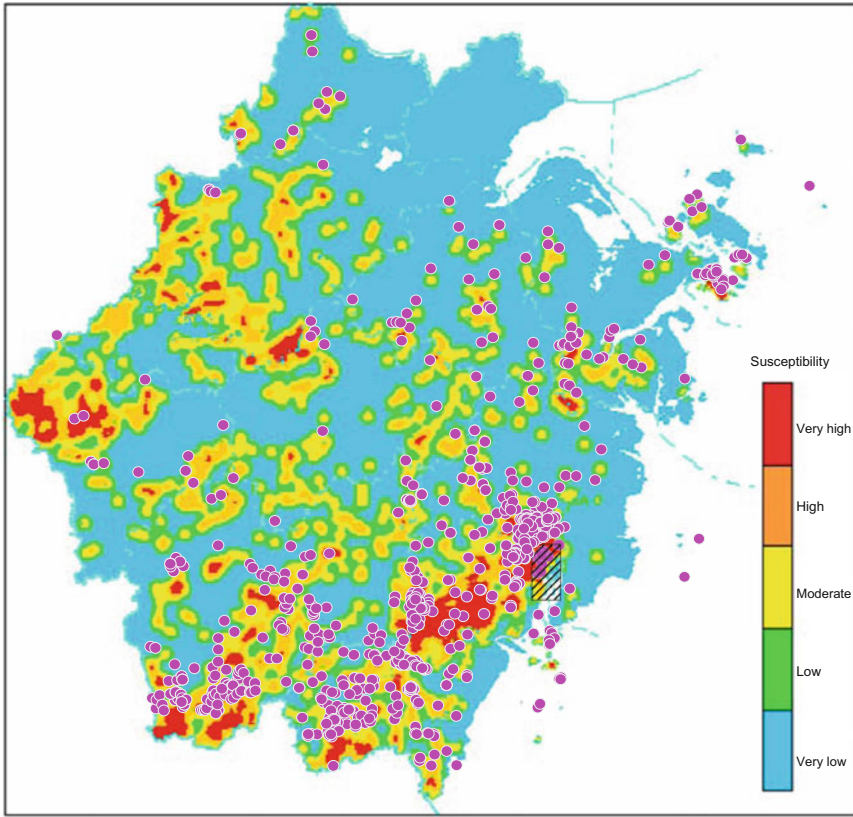 Susceptibility
Very high
High
Moderate
Low
Very low